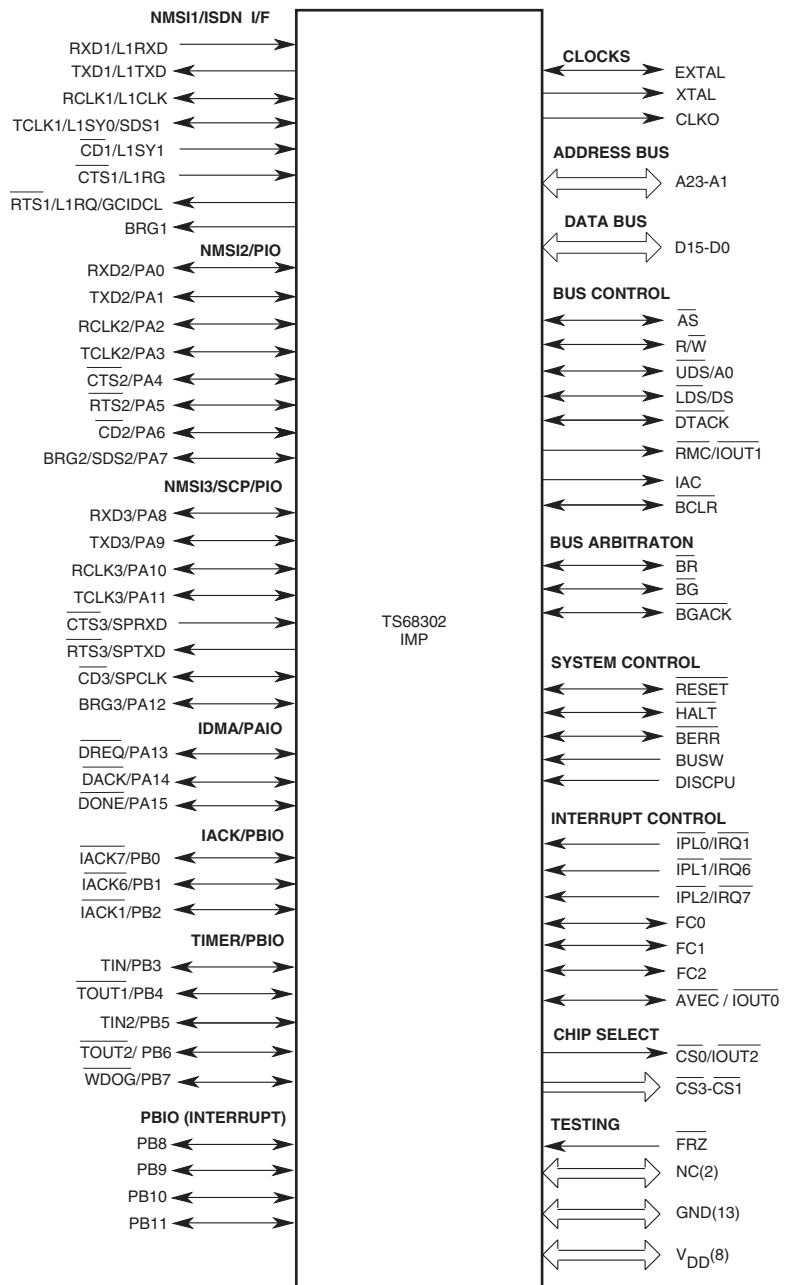 NMSI1/ISDN I/F
RXD1/L1RXD
TXD1/L1TXD
RCLK1/L1CLK
TCLK1/L1SY0/SDS1
CD1/L1SY1
CTS1/L1RG
RTS1/L1RQ/GCIDCL
BRG1
NMSI2/PIO
RXD2/PA0
TXD2/PA1
RCLK2/PA2
TCLK2/PA3
CTS2/PA4
RTS2/PA5
CD2/PA6
BRG2/SDS2/PA7
NMSI3/SCP/PIO
RXD3/PA8
TXD3/PA9
RCLK3/PA10
TCLK3/PA11
CTS3/SPRXD
RTS3/SPTXD
CD3/SPCLK
BRG3/PA12
IDMA/PAIO
DREQ/PA13
DACK/PA14
DONE/PA15
IACK/PBIO
IACK7/PB0
IACK6/PB1
IACK1/PB2
TIMER/PBIO
TIN/PB3
TOUT1/PB4
TIN2/PB5
TOUT2/ PB6
WDOG/PB7
PBIO (INTERRUPT)
PB8
PB9
PB10
PB11
TS68302
IMP
CLOCKS
EXTAL
XTAL
CLKO
ADDRESS BUS
A23-A1
DATA BUS
D15-D0
BUS CONTROL
AS
R/W
UDS/A0
LDS/DS
DTACK
RMC/IOUT1
IAC
BCLR
BUS ARBITRATON
BR
BG
BGACK
SYSTEM CONTROL
RESET
HALT
BERR
BUSW
DISCPU
INTERRUPT CONTROL
IPL0/IRQ1
IPL1/IRQ6
IPL2/IRQ7
FC0
FC1
FC2
AVEC / IOUT0
CHIP SELECT
CS0/IOUT2
CS3-CS1
TESTING
FRZ
NC(2)
GND(13)
VDD(8)